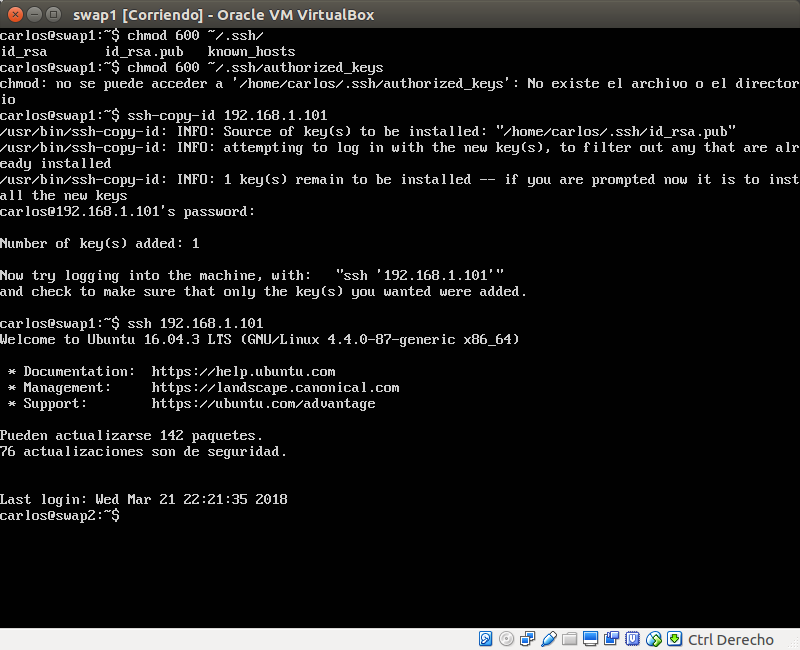 swap1 [Corriendo] - Oracle VM VirtualBox
carlos@swap1:~$ chmod 600 ~/.ssh/
id_rsa       id_rsa.pub   known_hosts
carlos@swap1:~$ chmod 600 ~/.ssh/authorized_keys
chmod: no se puede acceder a '/home/carlos/.ssh/authorized_keys': No existe el archivo o el director
io
carlos@swap1:~$ ssh-copy-id 192.168.1.101
/usr/bin/ssh-copy-id: INFO: Source of key(s) to be installed: "/home/carlos/.ssh/id_rsa.pub"
/usr/bin/ssh-copy-id: INFO: attempting to log in with the new key(s), to filter out any that are alr
eady installed
/usr/bin/ssh-copy-id: INFO: 1 key(s) remain to be installed -- if you are prompted now it is to inst
all the new keys
carlos@192.168.1.101's password:
Number of key(s) added: 1
Now try logging into the machine, with:   "ssh '192.168.1.101'"
and check to make sure that only the key(s) you wanted were added.
carlos@swap1:~$ ssh 192.168.1.101
Welcome to Ubuntu 16.04.3 LTS (GNU/Linux 4.4.0-87-generic x86_64)
 * Documentation:  https://help.ubuntu.com
 * Management:     https://landscape.canonical.com
 * Support:        https://ubuntu.com/advantage
Pueden actualizarse 142 paquetes.
76 actualizaciones son de seguridad.
Last login: Wed Mar 21 22:21:35 2018
carlos@swap2:~$
Ctrl Derecho